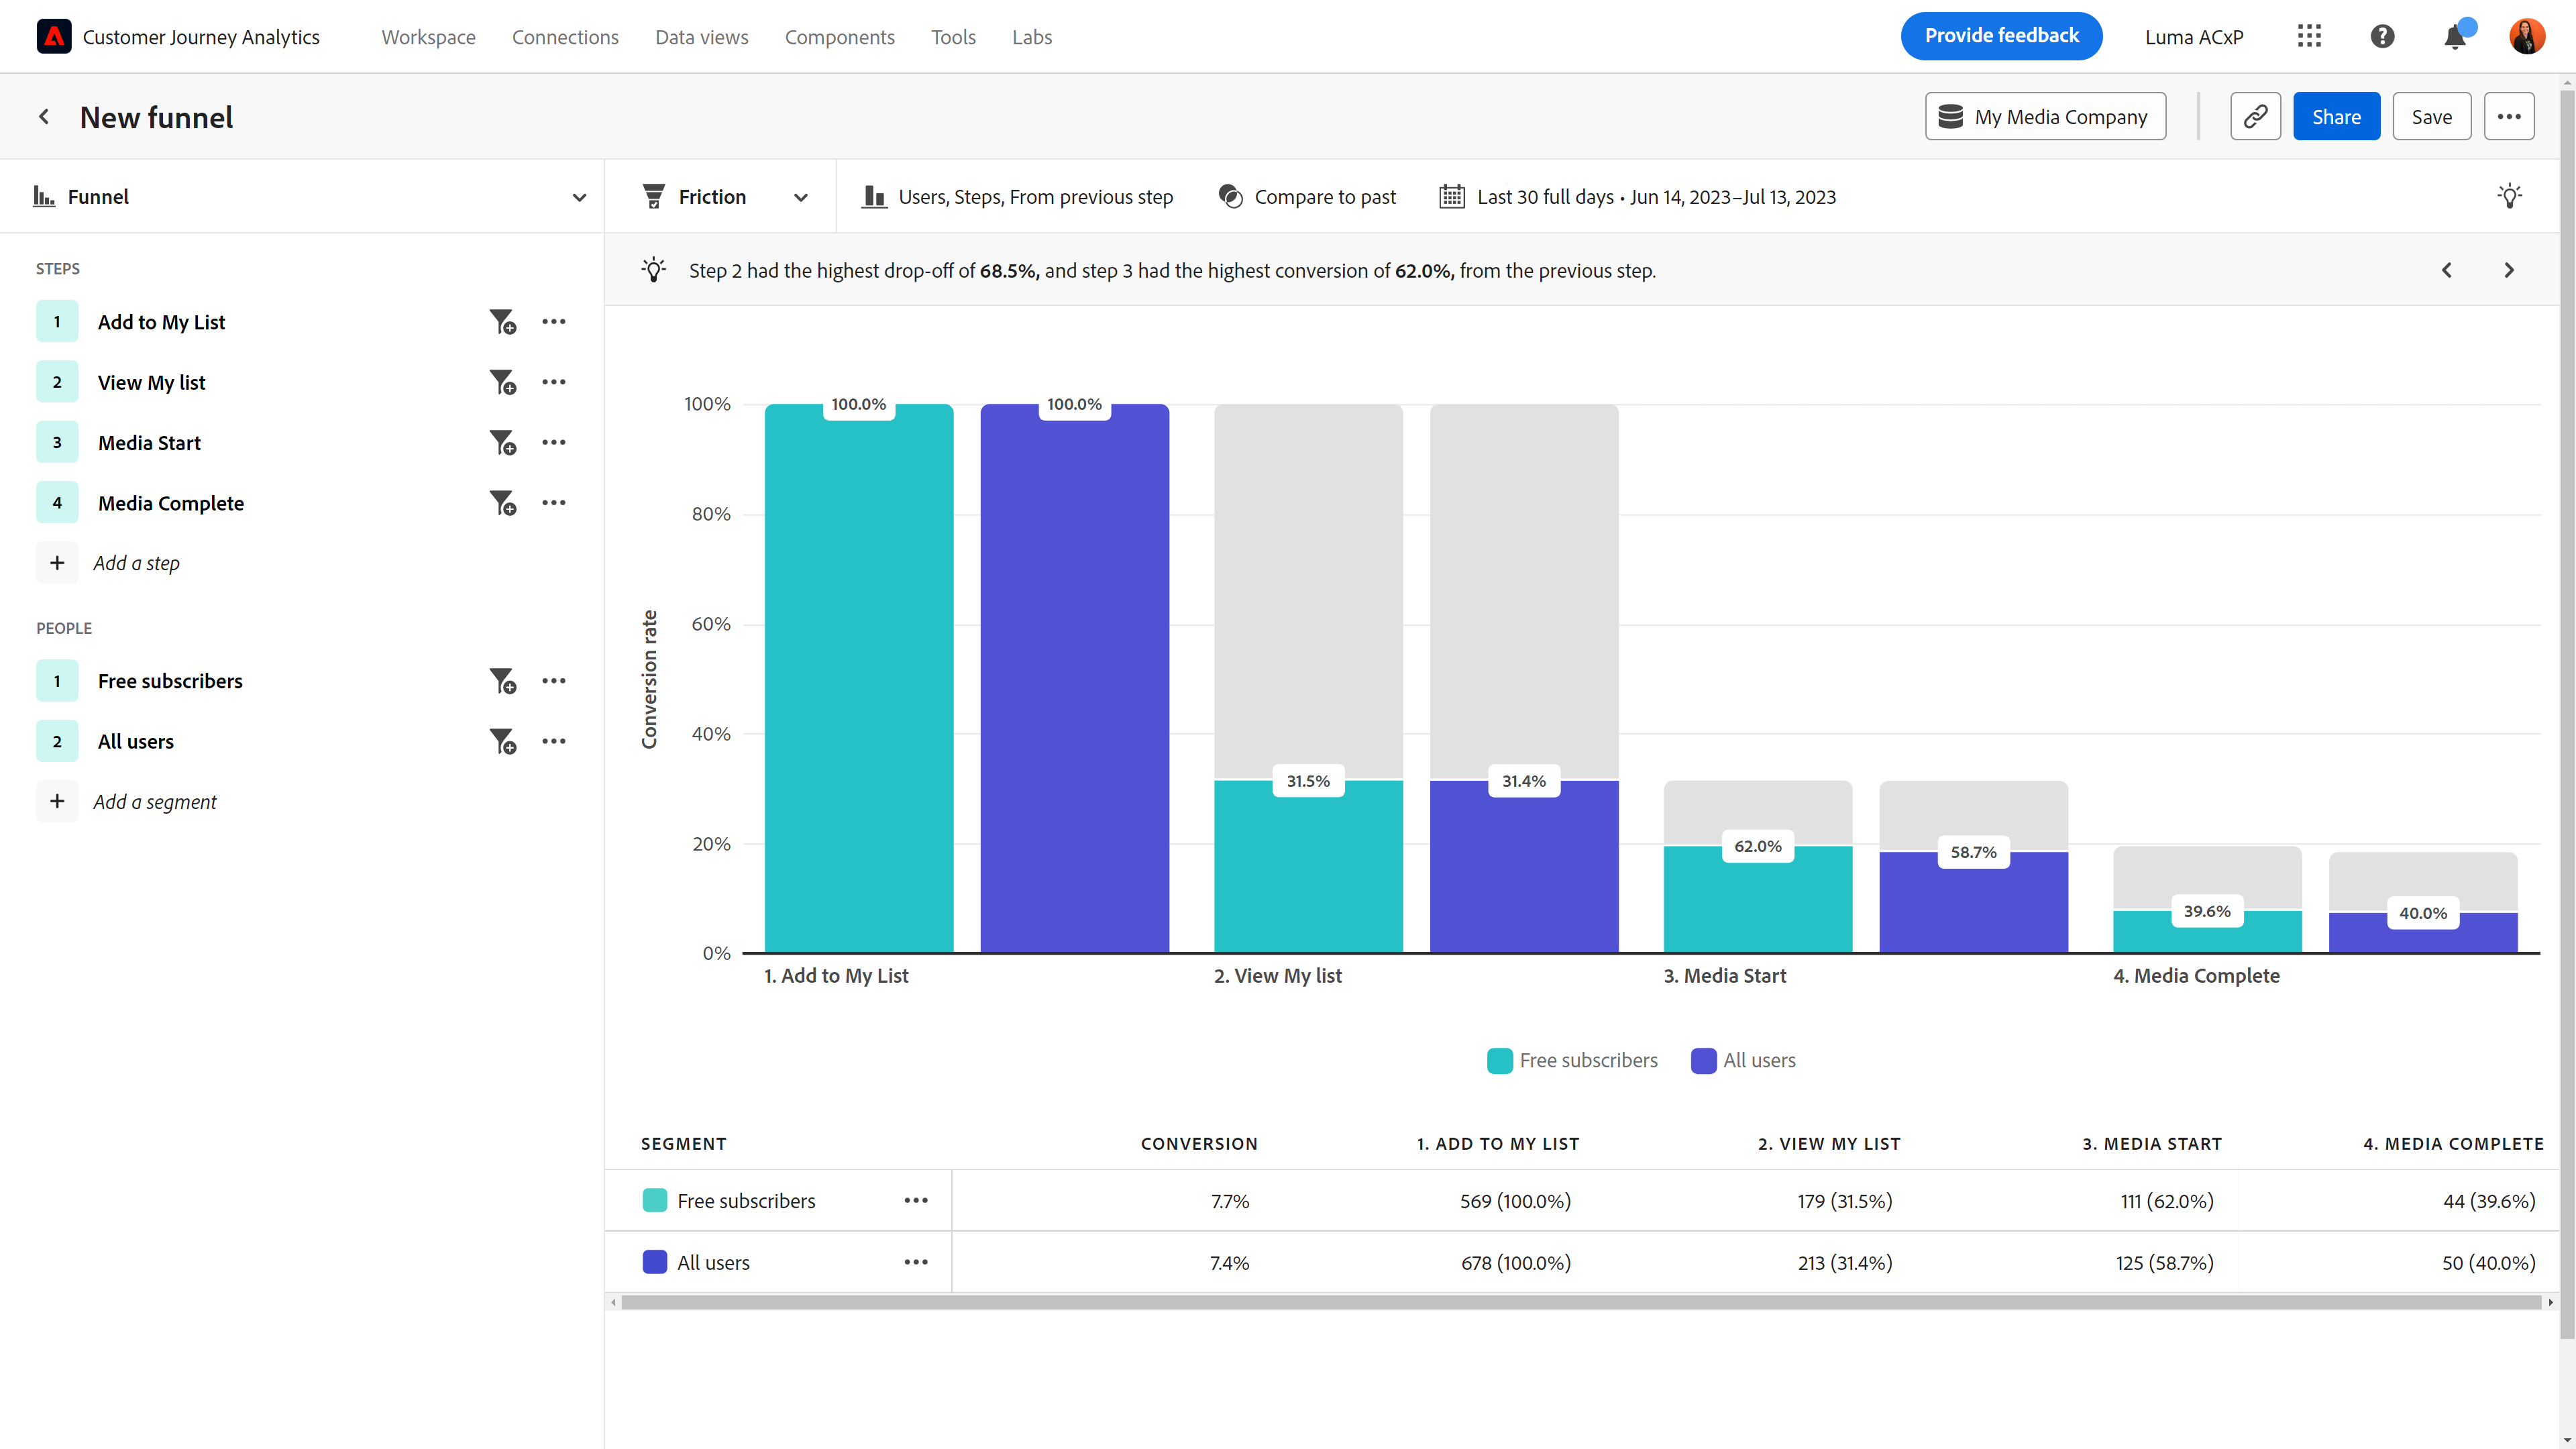 Customer Journey Analytics Workspace Connections Data views Components Tools Labs Provide feedback Luma ACxP
New funnel My Media Company Share Save
Funnel Friction Users, Steps, From previous step Compare to past Last 30 full days • Jun 14, 2023–Jul 13, 2023
Step 2 had the highest drop-off of 68.5%, and step 3 had the highest conversion of 62.0%, from the previous step.
STEPS
1 Add to My List
2 View My list
3 Media Start
4 Media Complete
+ Add a step
PEOPLE
1 Free subscribers
2 All users
+ Add a segment
Conversion rate
100%
80%
60%
40%
20%
0%
100.0% 100.0%
31.5% 31.4%
62.0% 58.7%
39.6% 40.0%
1. Add to My List 2. View My list 3. Media Start 4. Media Complete
Free subscribers All users
SEGMENT CONVERSION 1. ADD TO MY LIST 2. VIEW MY LIST 3. MEDIA START 4. MEDIA COMPLETE
Free subscribers 7.7% 569 (100.0%) 179 (31.5%) 111 (62.0%) 44 (39.6%)
All users 7.4% 678 (100.0%) 213 (31.4%) 125 (58.7%) 50 (40.0%)